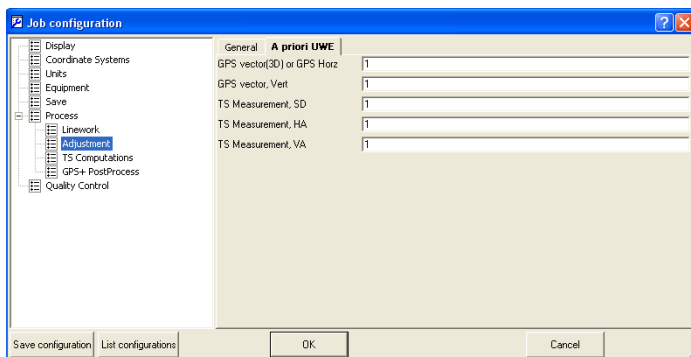 Job configuration
Display
Coordinate Systems
Units
Equipment
Save
Process
Linework
Adjustment
TS Computations
GPS+ PostProcess
Quality Control
General A priori UWE
GPS vector(3D) or GPS Horz 1
GPS vector, Vert 1
TS Measurement, SD 1
TS Measurement, HA 1
TS Measurement, VA 1
Save configuration List configurations OK Cancel